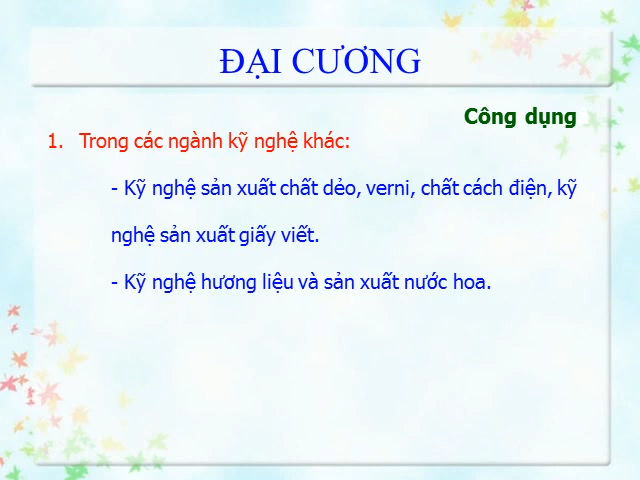 ĐẠI CƯƠNG
Công dụng
1. Trong các ngành kỹ nghệ khác:
- Kỹ nghệ sản xuất chất dẻo, verni, chất cách điện, kỹ
nghệ sản xuất giấy viết.
- Kỹ nghệ hương liệu và sản xuất nước hoa.